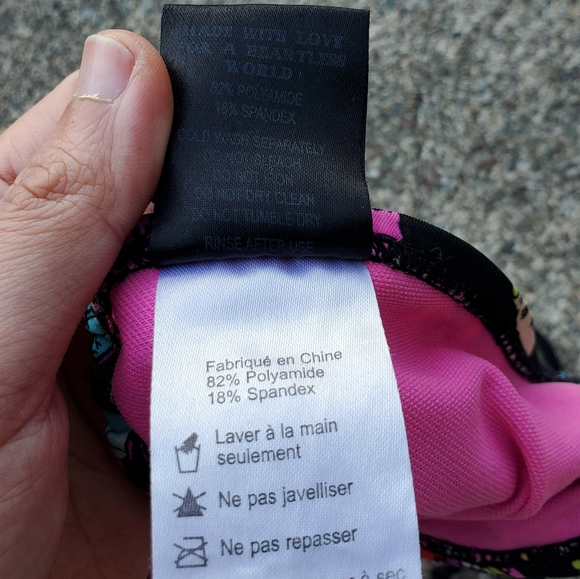 MADE WITH LOVE
FOR A HEARTLESS
WORLD
82% POLYAMIDE
18% SPANDEX
COLD WASH SEPARATELY
DO NOT BLEACH
DO NOT IRON
DO NOT DRY CLEAN
DO NOT TUMBLE DRY
RINSE AFTER USE
Fabriqué en Chine
82% Polyamide
18% Spandex
Laver à la main
seulement
Ne pas javelliser
Ne pas repasser
à sec